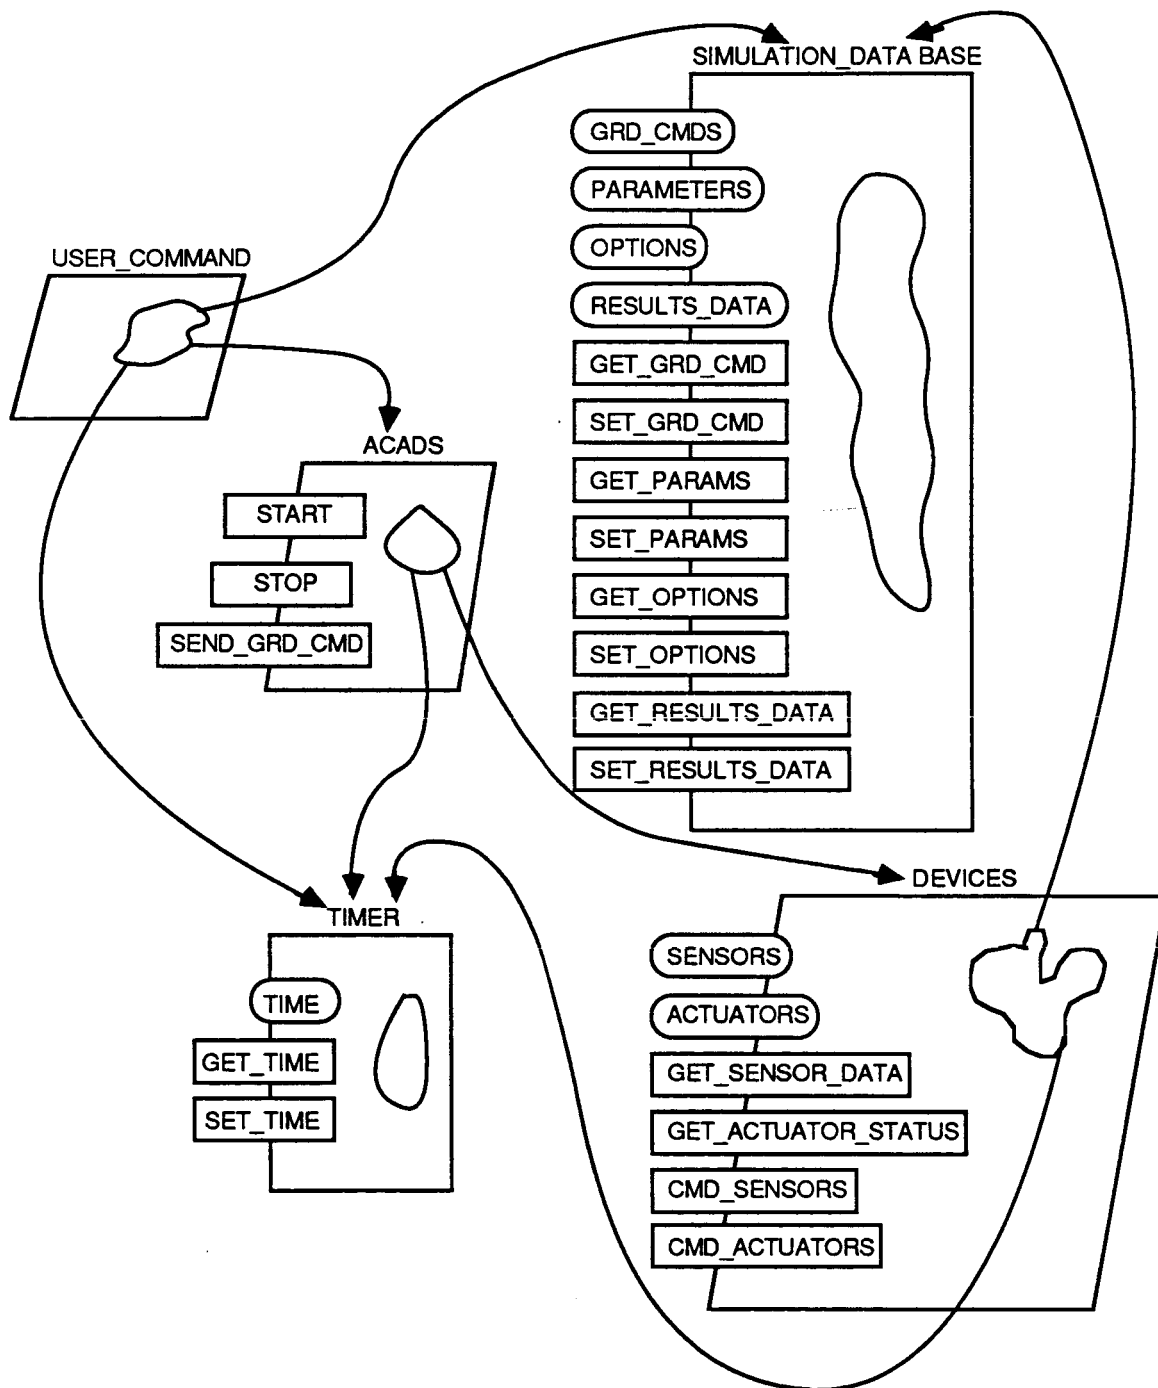 SIMULATION_DATA BASE
GRD_CMDS
PARAMETERS
OPTIONS
RESULTS_DATA
GET_GRD_CMD
SET_GRD_CMD
GET_PARAMS
SET_PARAMS
GET_OPTIONS
SET_OPTIONS
GET_RESULTS_DATA
SET_RESULTS_DATA
USER_COMMAND
ACADS
START
STOP
SEND_GRD_CMD
TIMER
TIME
GET_TIME
SET_TIME
DEVICES
SENSORS
ACTUATORS
GET_SENSOR_DATA
GET_ACTUATOR_STATUS
CMD_SENSORS
CMD_ACTUATORS